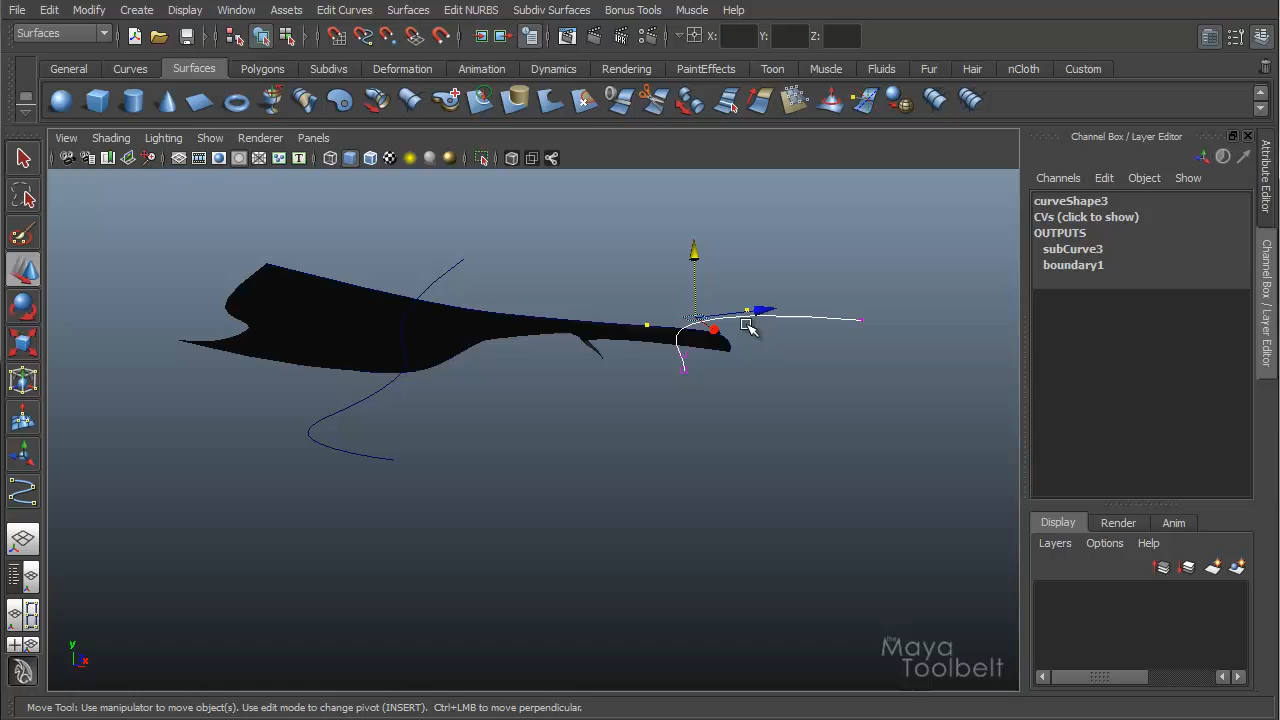 File Edit Modify Create Display Window Assets Edit Curves Surfaces Edit NURBS Subdiv Surfaces Bonus Tools Muscle Help
Surfaces X: Y: Z:
General Curves Surfaces Polygons Subdivs Deformation Animation Dynamics Rendering PaintEffects Toon Muscle Fluids Fur Hair nCloth Custom
View Shading Lighting Show Renderer Panels
Channel Box / Layer Editor
Channels Edit Object Show
curveShape3
CVs (click to show)
OUTPUTS
subCurve3
boundary1
Attribute Editor
Channel Box / Layer Editor
Display Render Anim
Layers Options Help
y
x
the
Maya
Toolbelt
Move Tool: Use manipulator to move object(s). Use edit mode to change pivot (INSERT). Ctrl+LMB to move perpendicular.